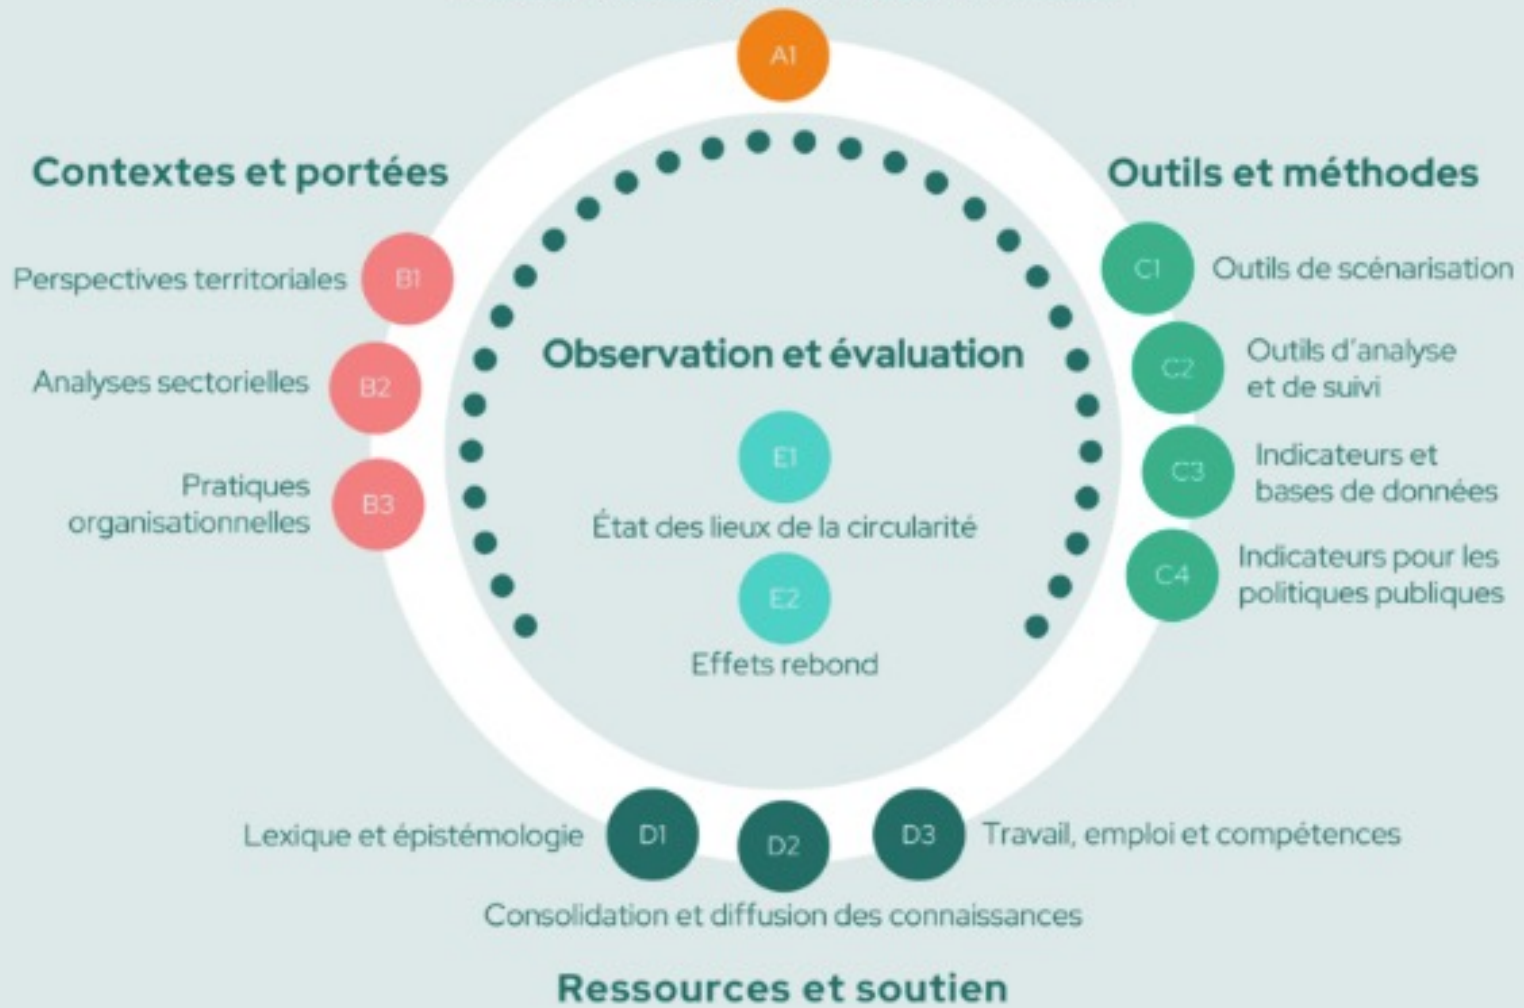 A1
Contextes et portées
Perspectives territoriales
B1
Analyses sectorielles
B2
Pratiques
organisationnelles
B3
Outils et méthodes
C1
Outils de scénarisation
C2
Outils d'analyse
et de suivi
C3
Indicateurs et
bases de données
C4
Indicateurs pour les
politiques publiques
Observation et évaluation
E1
État des lieux de la circularité
E2
Effets rebond
Lexique et épistémologie
D1
D2
D3
Travail, emploi et compétences
Consolidation et diffusion des connaissances
Ressources et soutien